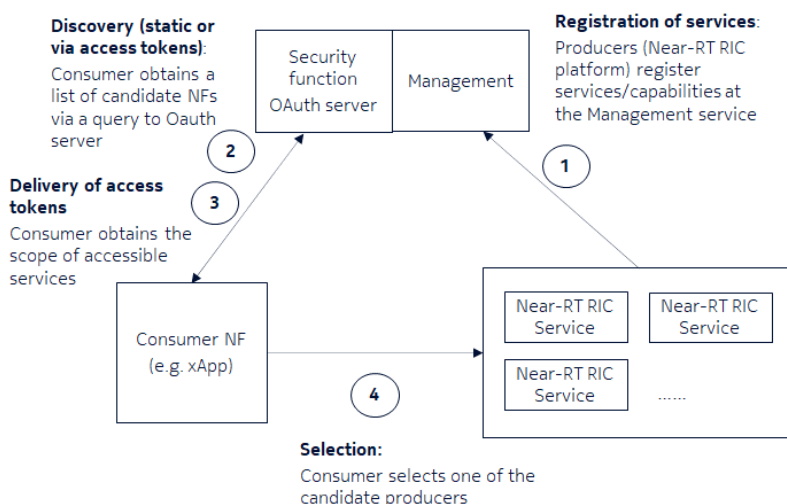 Discovery (static or
via access tokens):
Consumer obtains a
list of candidate NFs
via a query to Oauth
server
Security
function
OAuth server
Management
Registration of services:
Producers (Near-RT RIC
platform) register
services/capabilities at
the Management service
2
1
Delivery of access
tokens
Consumer obtains the
scope of accessible
services
3
Consumer NF
(e.g. xApp)
Near-RT RIC
Service
Near-RT RIC
Service
Near-RT RIC
Service
......
4
Selection:
Consumer selects one of the
candidate producers